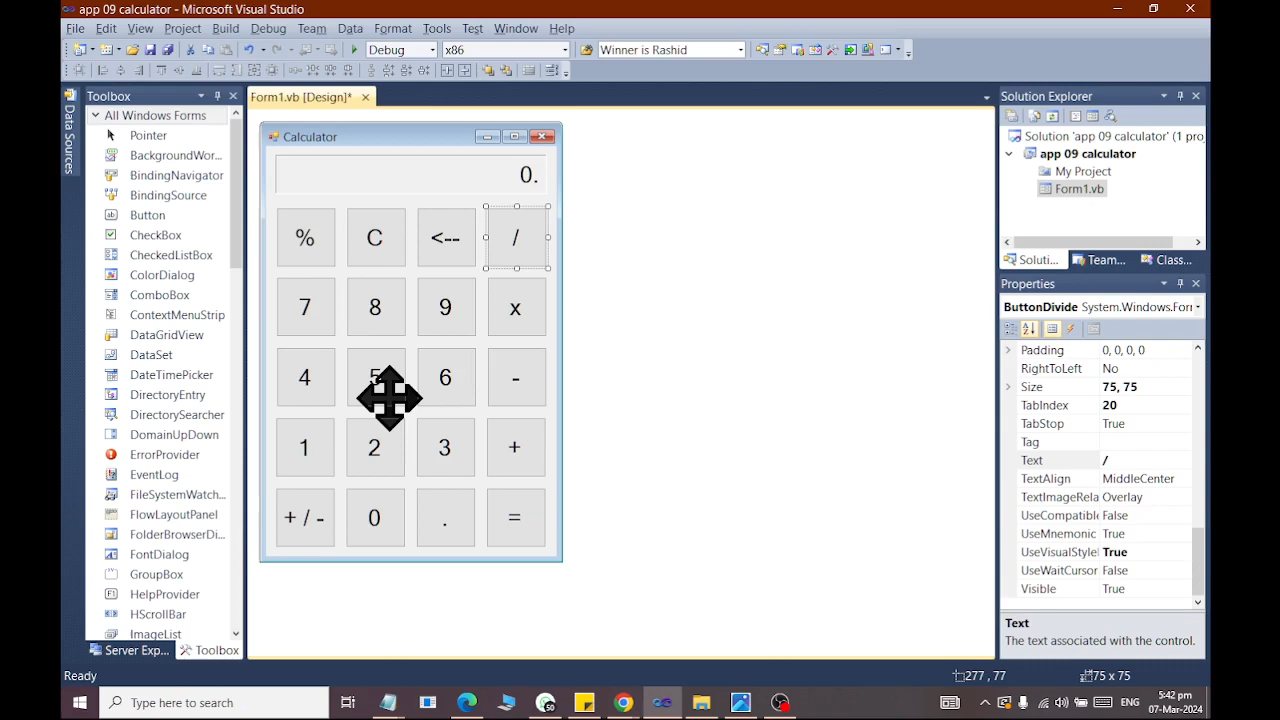 app 09 calculator - Microsoft Visual Studio
File Edit View Project Build Debug Team Data Format Tools Test Window Help
Debug x86 Winner is Rashid
Data Sources
Toolbox
All Windows Forms
Pointer
BackgroundWor...
BindingNavigator
BindingSource
Button
CheckBox
CheckedListBox
ColorDialog
ComboBox
ContextMenuStrip
DataGridView
DataSet
DateTimePicker
DirectoryEntry
DirectorySearcher
DomainUpDown
ErrorProvider
EventLog
FileSystemWatch...
FlowLayoutPanel
FolderBrowserDi...
FontDialog
GroupBox
HelpProvider
HScrollBar
ImageList
Server Exp... Toolbox
Form1.vb [Design]*
Calculator
0.
% C <-- /
7 8 9 x
4 5 6 -
1 2 3 +
+ / - 0 . =
Solution Explorer
Solution 'app 09 calculator' (1 pro
app 09 calculator
My Project
Form1.vb
Soluti... Team... Class...
Properties
ButtonDivide System.Windows.Forr
Padding 0, 0, 0, 0
RightToLeft No
Size 75, 75
TabIndex 20
TabStop True
Tag
Text /
TextAlign MiddleCenter
TextImageRela Overlay
UseCompatibl False
UseMnemonic True
UseVisualStyle True
UseWaitCursor False
Visible True
Text
The text associated with the control.
Ready 277 , 77 75 x 75
Type here to search
ENG
5:42 pm
07-Mar-2024